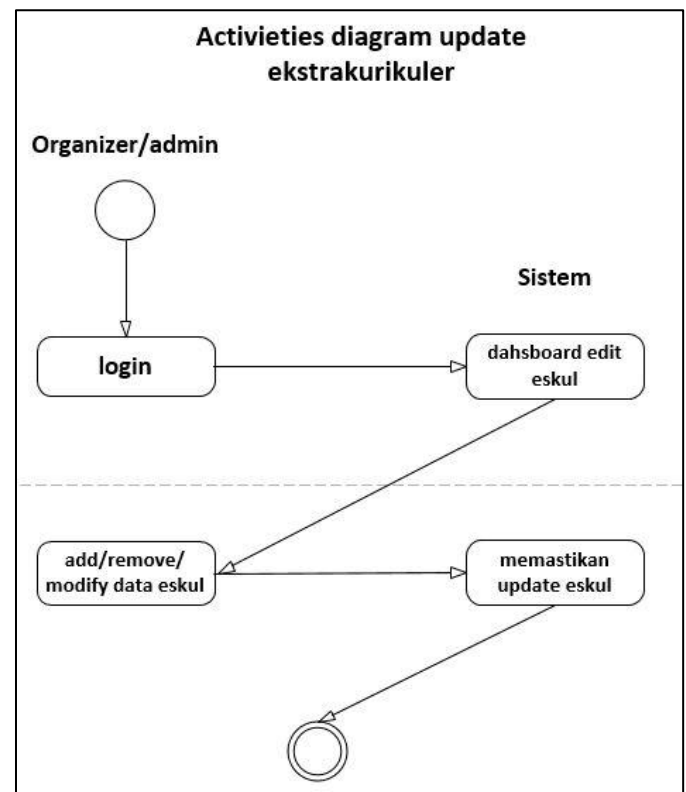 Activieties diagram update
ekstrakurikuler
Organizer/admin
Sistem
login
dahsboard edit
eskul
add/remove/
modify data eskul
memastikan
update eskul